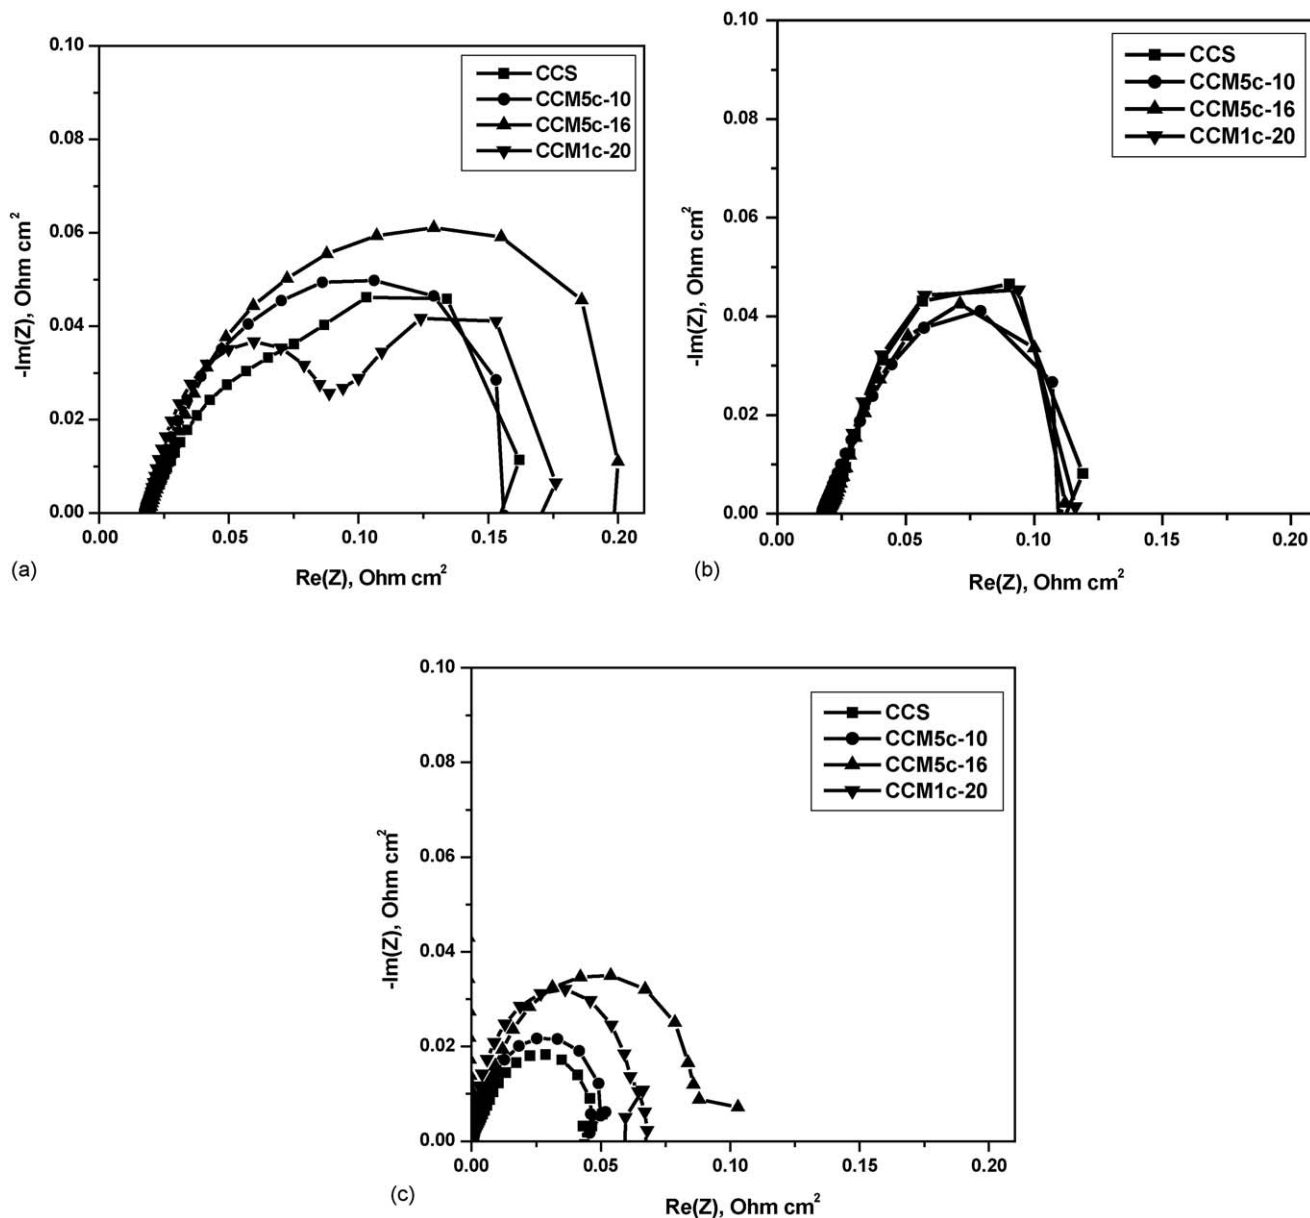 0.10
0.08
0.06
0.04
0.02
0.00
-Im(Z), Ohm cm²
CCS
CCM5c-10
CCM5c-16
CCM1c-20
0.00 0.05 0.10 0.15 0.20
(a)
Re(Z), Ohm cm²
0.10
0.08
0.06
0.04
0.02
0.00
-Im(Z), Ohm cm²
CCS
CCM5c-10
CCM5c-16
CCM1c-20
0.00 0.05 0.10 0.15 0.20
(b)
Re(Z), Ohm cm²
0.10
0.08
0.06
0.04
0.02
0.00
-Im(Z), Ohm cm²
CCS
CCM5c-10
CCM5c-16
CCM1c-20
0.00 0.05 0.10 0.15 0.20
(c)
Re(Z), Ohm cm²